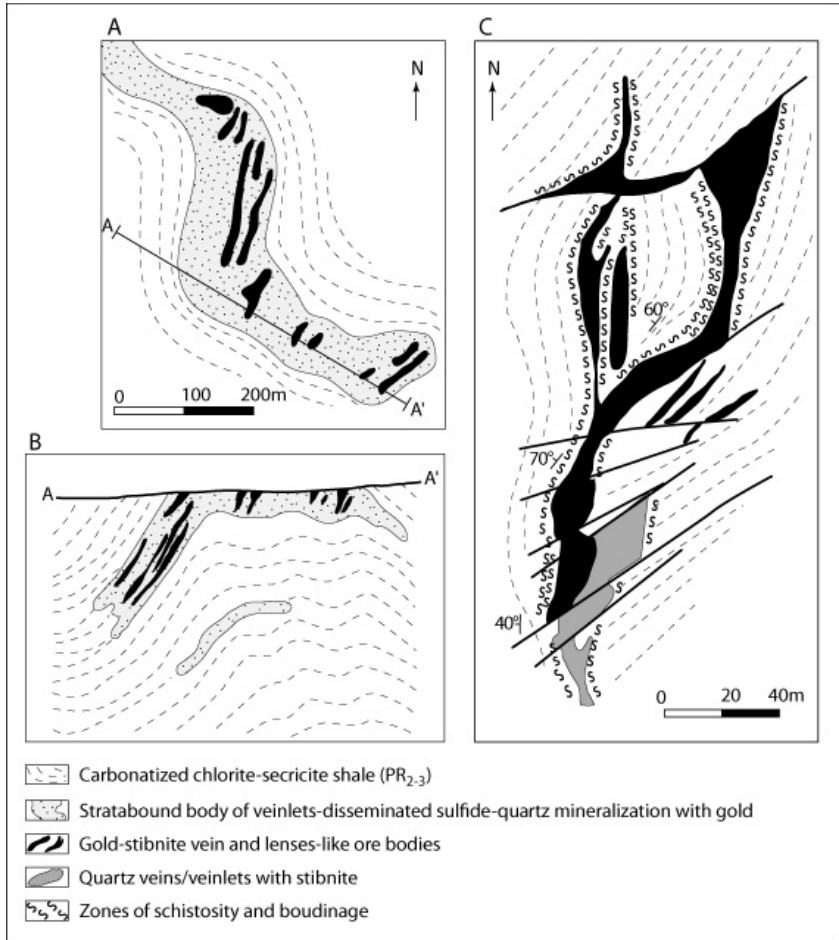 A
N
A
A'
0 100 200m
B
A A'
C
N
60°
70°
40°
0 20 40m
Carbonatized chlorite-secricite shale (PR2-3)
Stratabound body of veinlets-disseminated sulfide-quartz mineralization with gold
Gold-stibnite vein and lenses-like ore bodies
Quartz veins/veinlets with stibnite
Zones of schistosity and boudinage